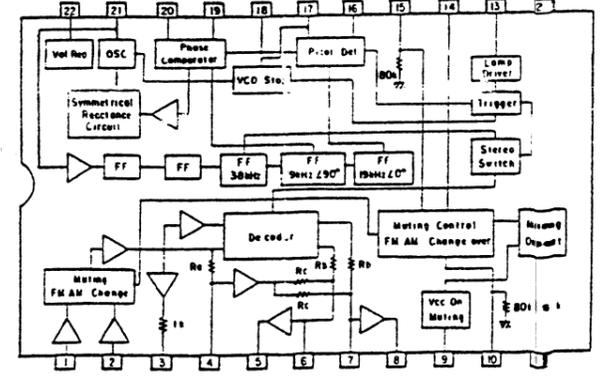 22 21 20 19 18 17 16 15 14 13 2
Vol Reg
OSC
Phase
Comparator
VCO Stop
Pilot Det
80k
Lamp
Driver
Symmetrical
Reactance
Circuit
Trigger
Stereo
Switch
FF
FF
FF
38kHz
FF
9kHz∠90°
FF
19kHz∠0°
Decoder
Muting Control
FM AM Change over
Ra
Rb
Rb
Rc
Rc
Muting
FM AM Change
Vcc On
Muting
80k
1 2 3 4 5 6 7 8 9 10